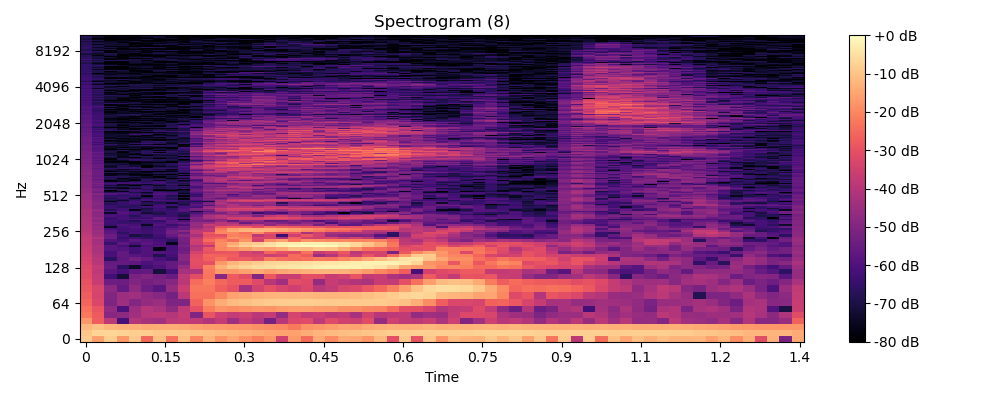 Spectrogram (8)
8192
4096
2048
1024
512
256
128
64
0
Hz
0 0.15 0.3 0.45 0.6 0.75 0.9 1.1 1.2 1.4
Time
+0 dB
-10 dB
-20 dB
-30 dB
-40 dB
-50 dB
-60 dB
-70 dB
-80 dB